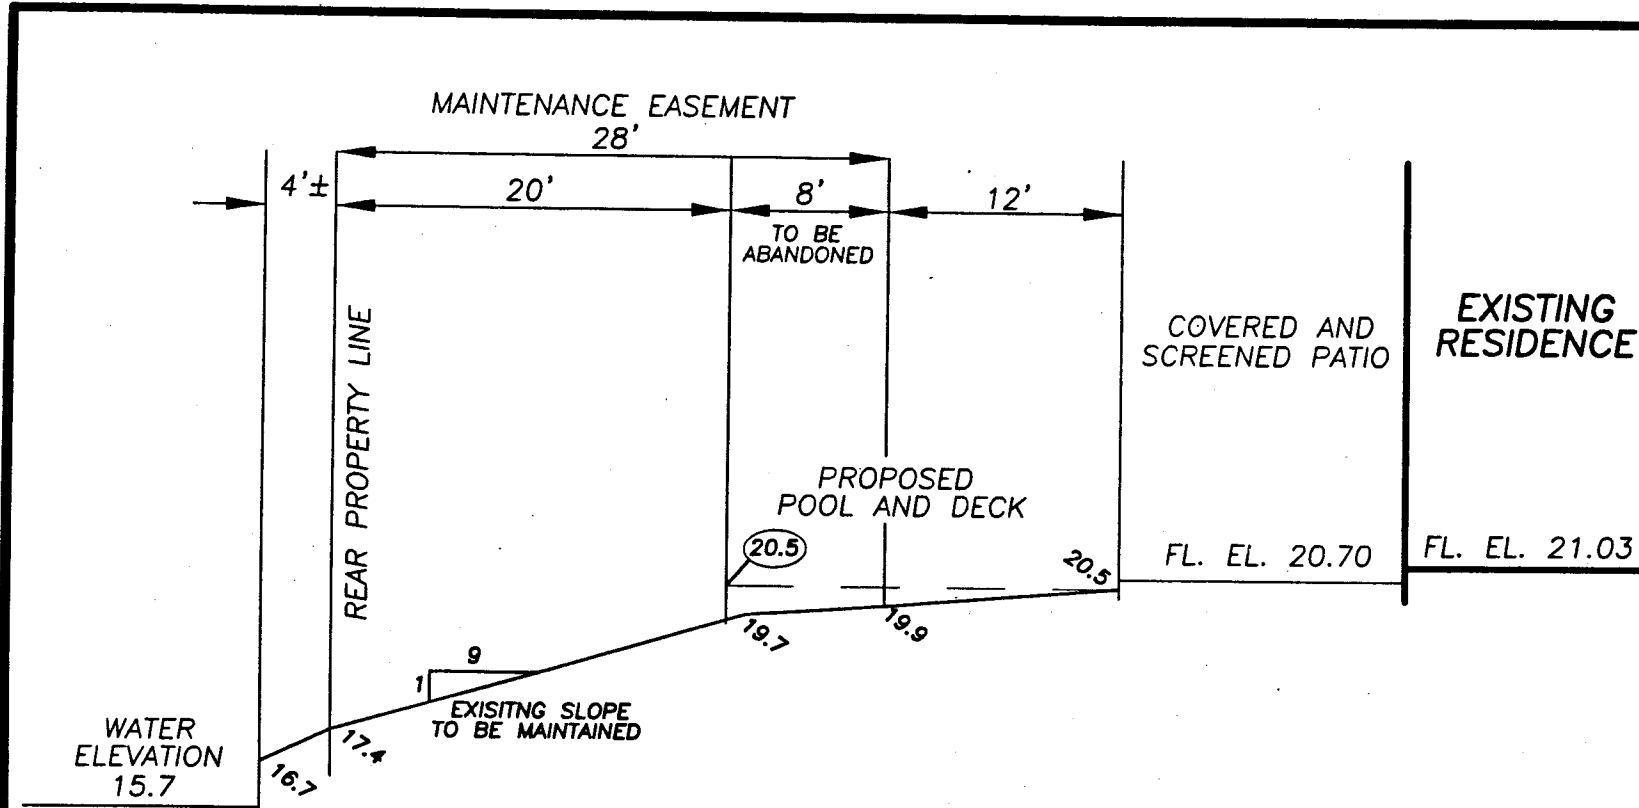 MAINTENANCE EASEMENT
28'
4'±
20'
8'
12'
TO BE
ABANDONED
REAR PROPERTY LINE
COVERED AND
SCREENED PATIO
EXISTING
RESIDENCE
PROPOSED
POOL AND DECK
20.5
20.5
FL. EL. 20.70
FL. EL. 21.03
19.7
19.9
9
1
EXISITNG SLOPE
TO BE MAINTAINED
WATER
ELEVATION
15.7
16.7
17.4